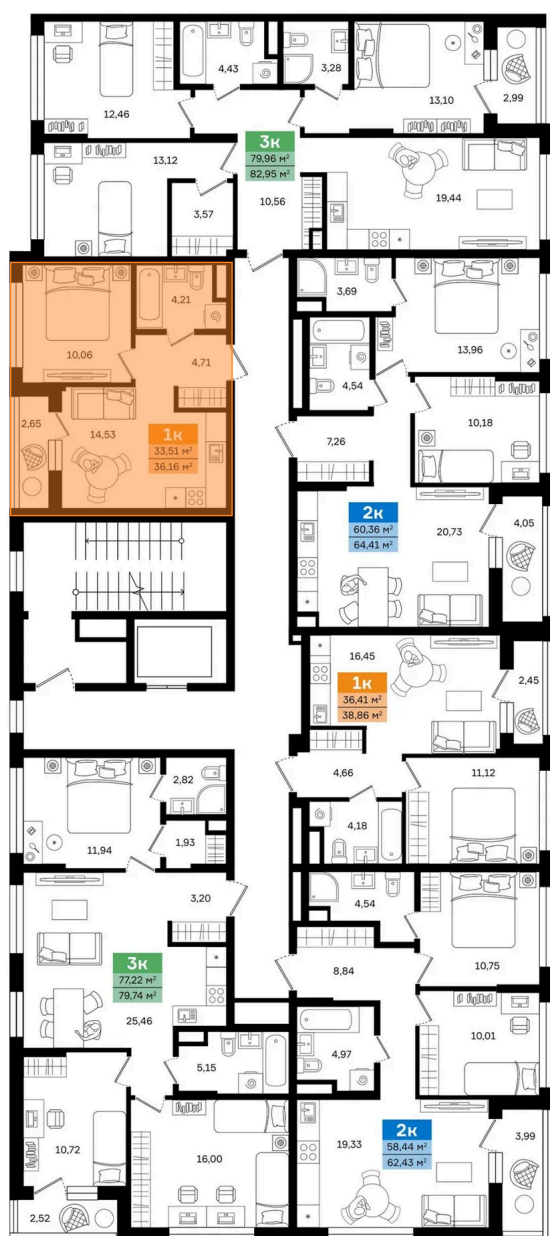 4,43
3,28
12,46
13,10
2,99
3к
79,96 м²
82,95 м²
13,12
19,44
3,57
10,56
4,21
3,69
10,06
4,71
13,96
4,54
2,65
14,53
10,18
1к
33,51 м²
36,16 м²
7,26
2к
60,36 м²
64,41 м²
20,73
4,05
16,45
1к
36,41 м²
38,86 м²
2,45
2,82
4,66
11,12
11,94
1,93
4,18
3,20
4,54
3к
77,22 м²
79,74 м²
8,84
10,75
25,46
10,01
5,15
4,97
10,72
16,00
19,33
2к
58,44 м²
62,43 м²
3,99
2,52